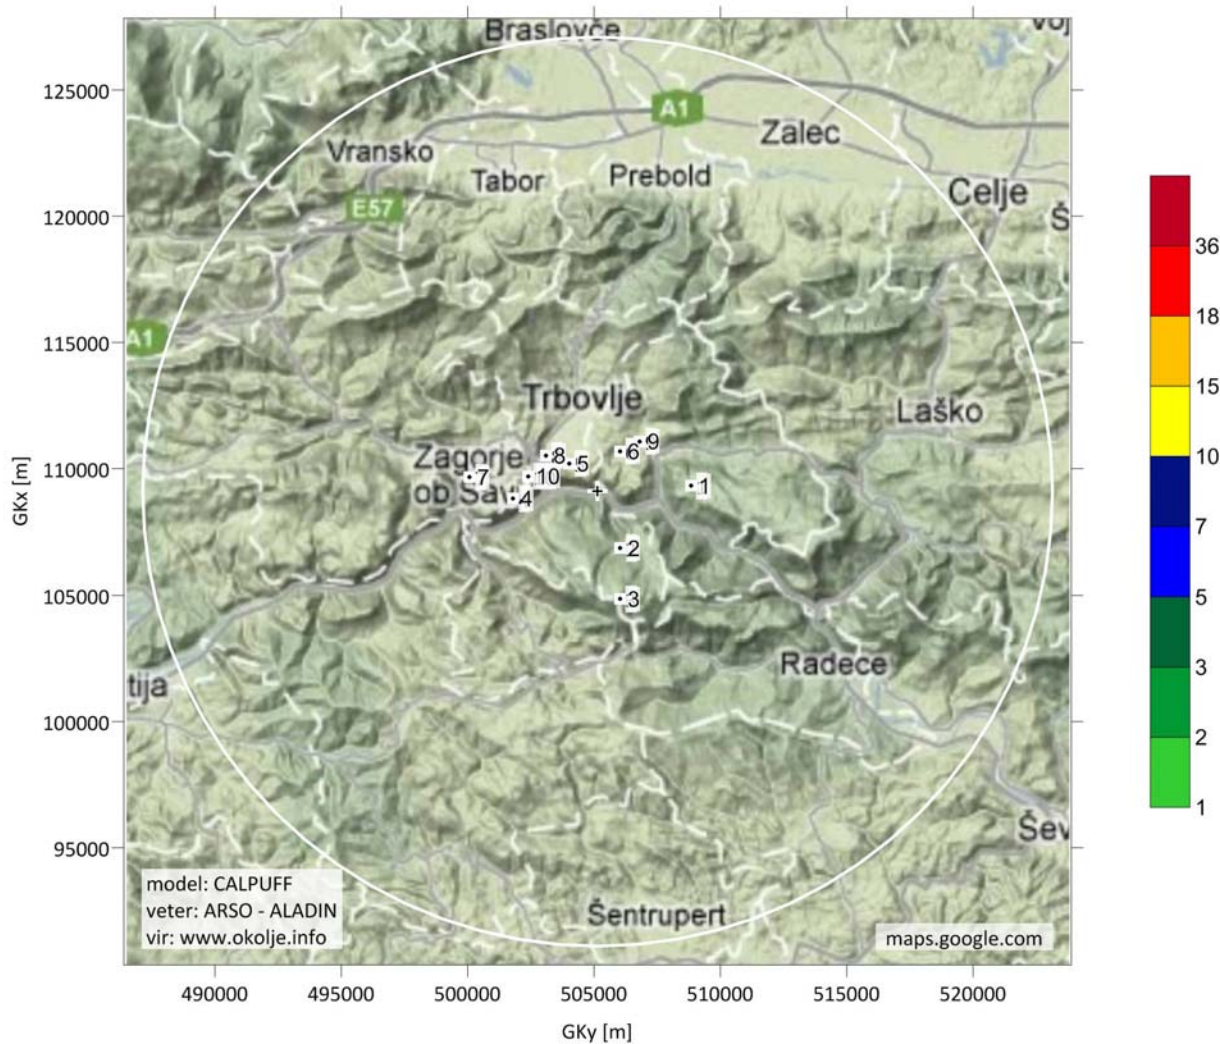 Braslovče
Voj
125000
A1
Žalec
Vransko
Tabor
Prebold
Celje
E57
Š
120000
36
18
115000
A1
15
Trbovlje
Laško
10
9
6
8
5
Zagorje
ob Sav
110000
7
10
4
1
GKx [m]
7
2
5
105000
3
3
Radece
tija
2
100000
1
Šev
95000
model: CALPUFF
veter: ARSO - ALADIN
vir: www.okolje.info
Šentrupert
maps.google.com
490000 495000 500000 505000 510000 515000 520000
GKy [m]